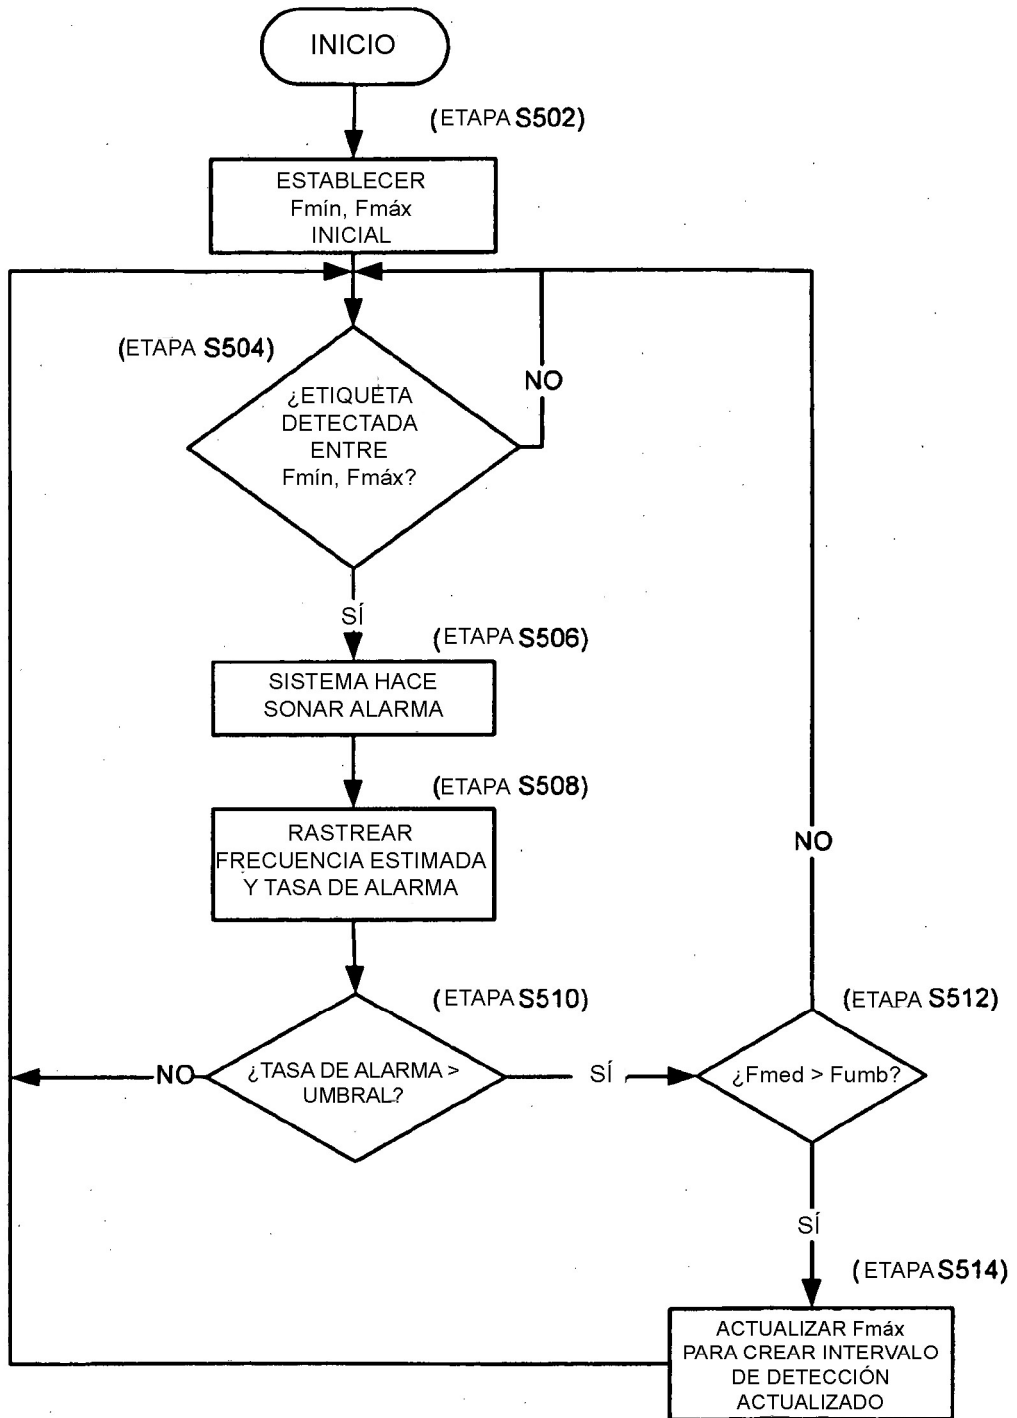 INICIO
(ETAPA S502)
ESTABLECER
Fmín, Fmáx
INICIAL
(ETAPA S504)
¿ETIQUETA
DETECTADA
ENTRE
Fmín, Fmáx?
NO
SÍ
(ETAPA S506)
SISTEMA HACE
SONAR ALARMA
(ETAPA S508)
RASTREAR
FRECUENCIA ESTIMADA
Y TASA DE ALARMA
NO
(ETAPA S510)
¿TASA DE ALARMA >
UMBRAL?
NO
SÍ
(ETAPA S512)
¿Fmed > Fumb?
SÍ
(ETAPA S514)
ACTUALIZAR Fmáx
PARA CREAR INTERVALO
DE DETECCIÓN
ACTUALIZADO